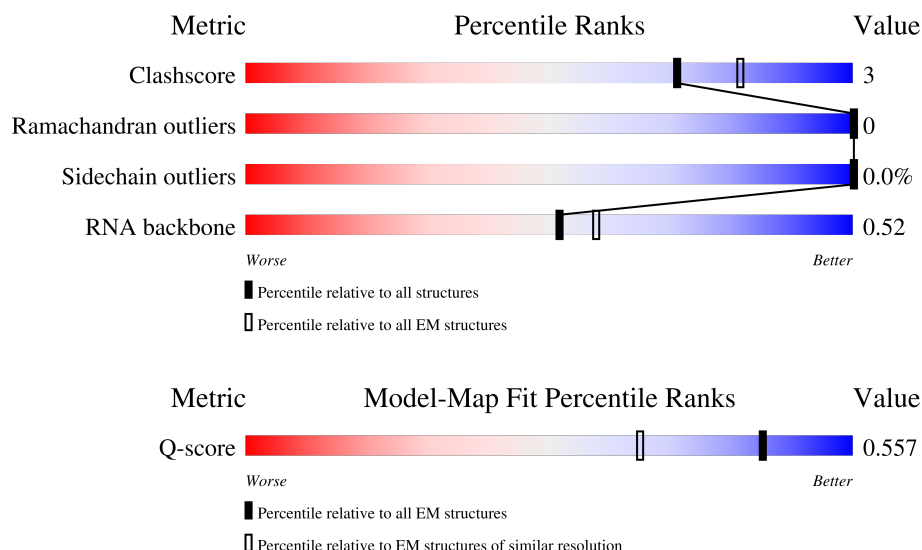 Metric Percentile Ranks Value
Clashscore 3
Ramachandran outliers 0
Sidechain outliers 0.0%
RNA backbone 0.52
Worse Better
Percentile relative to all structures
Percentile relative to all EM structures
Metric Model-Map Fit Percentile Ranks Value
Q-score 0.557
Worse Better
Percentile relative to all EM structures
Percentile relative to EM structures of similar resolution